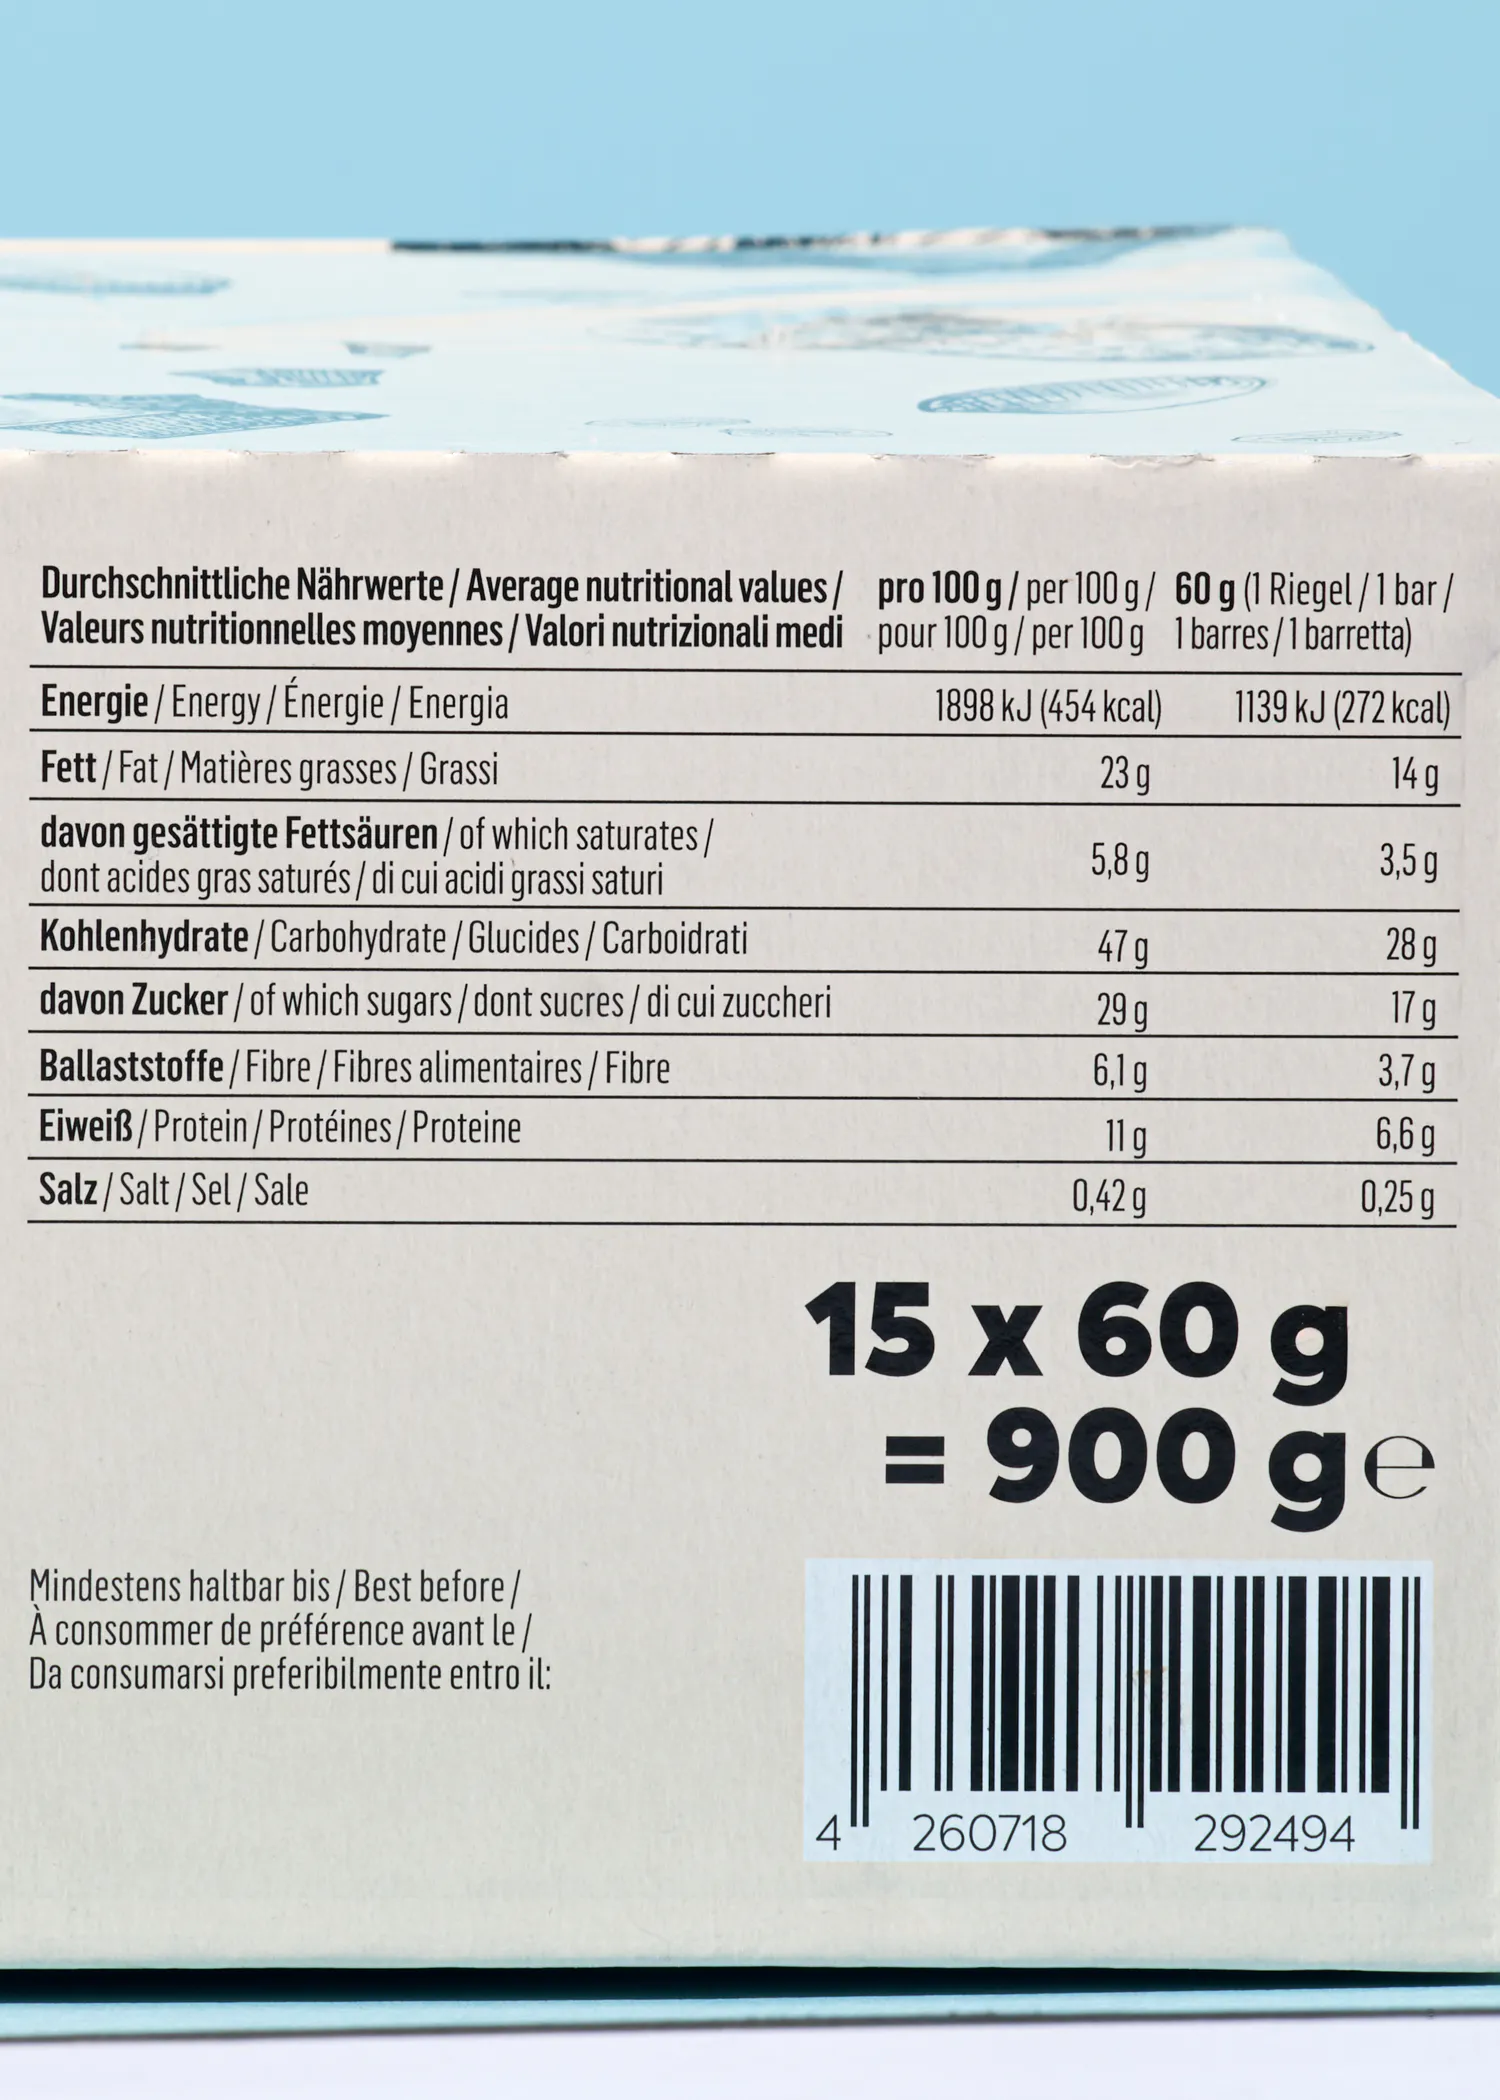 Durchschnittliche Nährwerte / Average nutritional values / pro 100 g / per 100 g / 60 g (1 Riegel / 1 bar /
Valeurs nutritionnelles moyennes / Valori nutrizionali medi pour 100 g / per 100 g 1 barres / 1 barretta)
Energie / Energy / Énergie / Energia 1898 kJ (454 kcal) 1139 kJ (272 kcal)
Fett / Fat / Matières grasses / Grassi 23 g 14 g
davon gesättigte Fettsäuren / of which saturates /
dont acides gras saturés / di cui acidi grassi saturi 5,8 g 3,5 g
Kohlenhydrate / Carbohydrate / Glucides / Carboidrati 47 g 28 g
davon Zucker / of which sugars / dont sucres / di cui zuccheri 29 g 17 g
Ballaststoffe / Fibre / Fibres alimentaires / Fibre 6,1 g 3,7 g
Eiweiß / Protein / Protéines / Proteine 11 g 6,6 g
Salz / Salt / Sel / Sale 0,42 g 0,25 g
15 x 60 g
= 900 g e
Mindestens haltbar bis / Best before /
À consommer de préférence avant le /
Da consumarsi preferibilmente entro il:
4 260718 292494